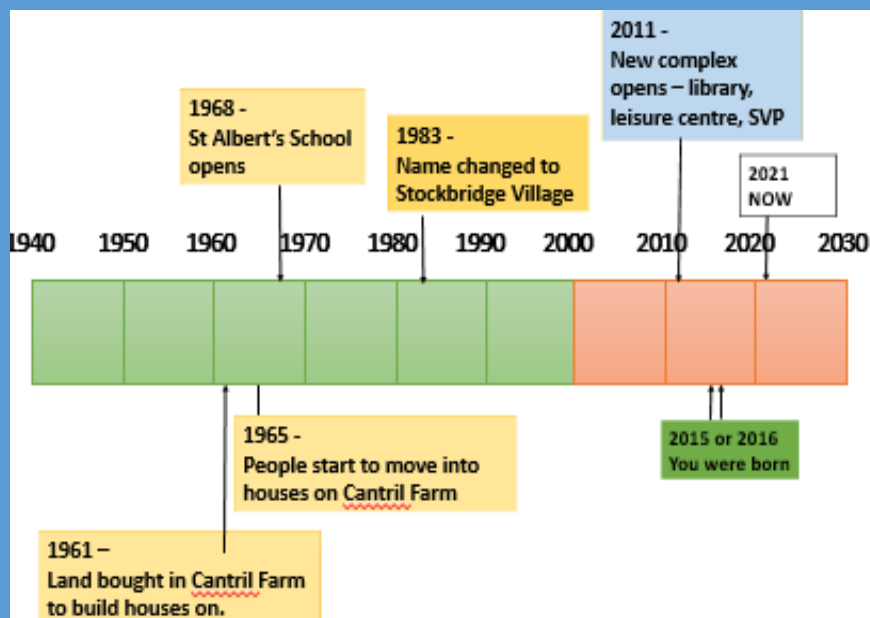 2011 -
New complex
opens – library,
leisure centre, SVP
1968 -
St Albert's School
opens
1983 -
Name changed to
Stockbridge Village
2021
NOW
1940 1950 1960 1970 1980 1990 2000 2010 2020 2030
1965 -
People start to move into
houses on Cantril Farm
2015 or 2016
You were born
1961 –
Land bought in Cantril Farm
to build houses on.